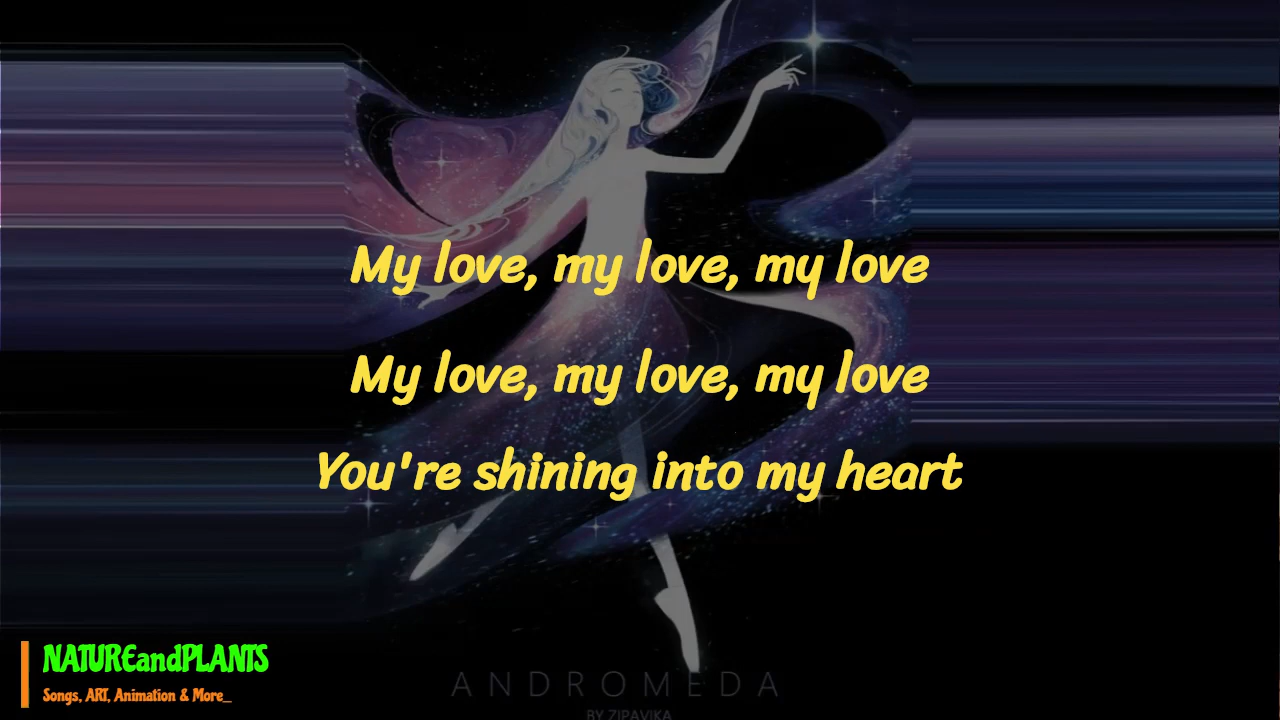 My love, my love, my love
My love, my love, my love
You're shining into my heart
NATUREandPLANTS
Songs, ART, Animation & More_
ANDROMEDA
BY ZIPAVIKA